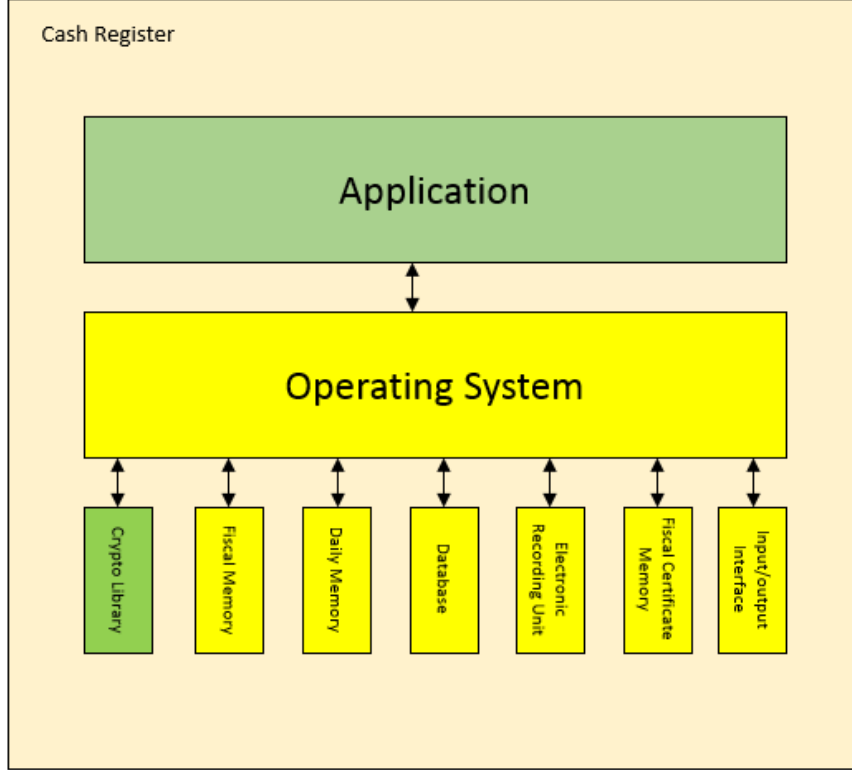 Cash Register
Application
Operating System
Crypto Library
Fiscal Memory
Daily Memory
Database
Electronic
Recording Unit
Fiscal Certificate
Memory
Input/output
Interface